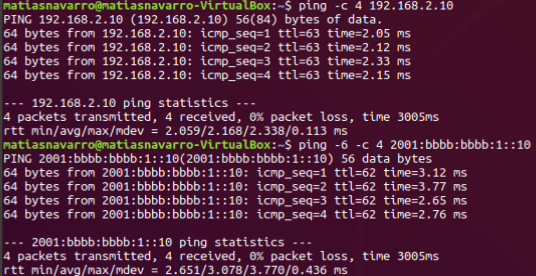 matiasnavarro@matiasnavarro-VirtualBox:~$ ping -c 4 192.168.2.10
PING 192.168.2.10 (192.168.2.10) 56(84) bytes of data.
64 bytes from 192.168.2.10: icmp_seq=1 ttl=63 time=2.05 ms
64 bytes from 192.168.2.10: icmp_seq=2 ttl=63 time=2.12 ms
64 bytes from 192.168.2.10: icmp_seq=3 ttl=63 time=2.33 ms
64 bytes from 192.168.2.10: icmp_seq=4 ttl=63 time=2.15 ms
--- 192.168.2.10 ping statistics ---
4 packets transmitted, 4 received, 0% packet loss, time 3005ms
rtt min/avg/max/mdev = 2.059/2.168/2.338/0.113 ms
matiasnavarro@matiasnavarro-VirtualBox:~$ ping -6 -c 4 2001:bbbb:bbbb:1::10
PING 2001:bbbb:bbbb:1::10(2001:bbbb:bbbb:1::10) 56 data bytes
64 bytes from 2001:bbbb:bbbb:1::10: icmp_seq=1 ttl=62 time=3.12 ms
64 bytes from 2001:bbbb:bbbb:1::10: icmp_seq=2 ttl=62 time=3.77 ms
64 bytes from 2001:bbbb:bbbb:1::10: icmp_seq=3 ttl=62 time=2.65 ms
64 bytes from 2001:bbbb:bbbb:1::10: icmp_seq=4 ttl=62 time=2.76 ms
--- 2001:bbbb:bbbb:1::10 ping statistics ---
4 packets transmitted, 4 received, 0% packet loss, time 3005ms
rtt min/avg/max/mdev = 2.651/3.078/3.770/0.436 ms